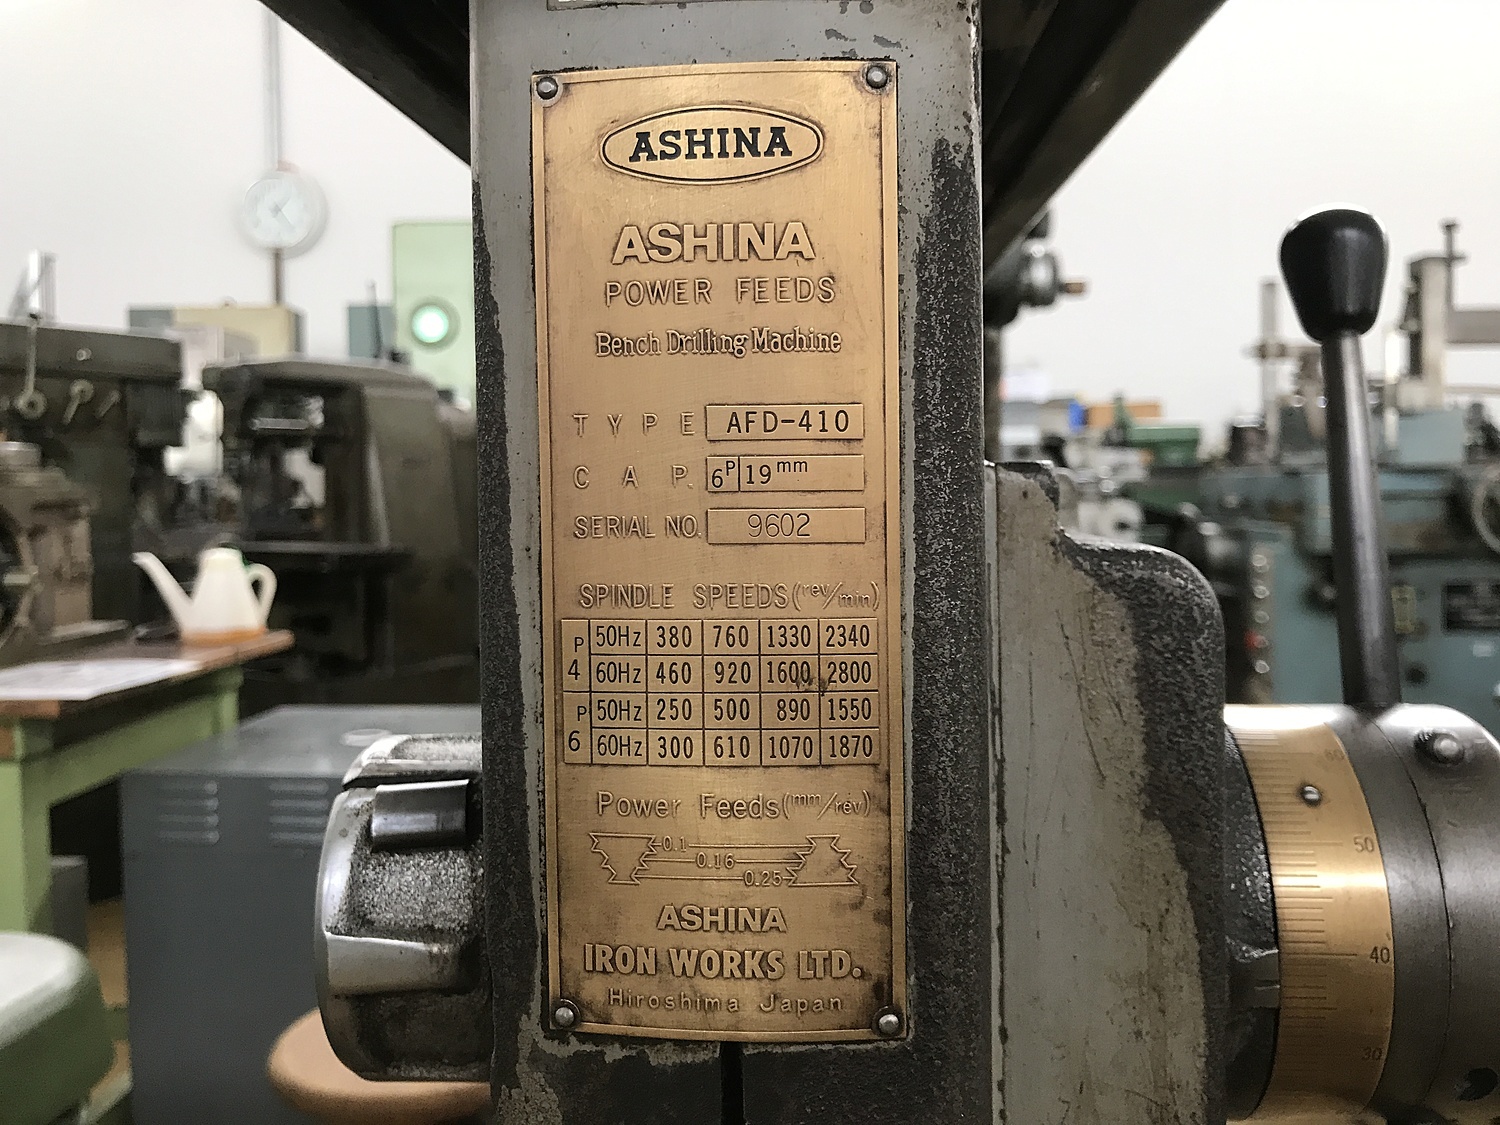 ASHINA
ASHINA
POWER FEEDS
Bench Drilling Machine
TYPE AFD-410
CAP. 6P 19mm
SERIAL NO. 9602
SPINDLE SPEEDS (rev/min)
P 50Hz 380 760 1330 2340
4 60Hz 460 920 1600 2800
P 50Hz 250 500 890 1550
6 60Hz 300 610 1070 1870
Power Feeds (mm/rev)
0.1
0.16
0.25
ASHINA
IRON WORKS LTD.
Hiroshima Japan
60
50
40
30